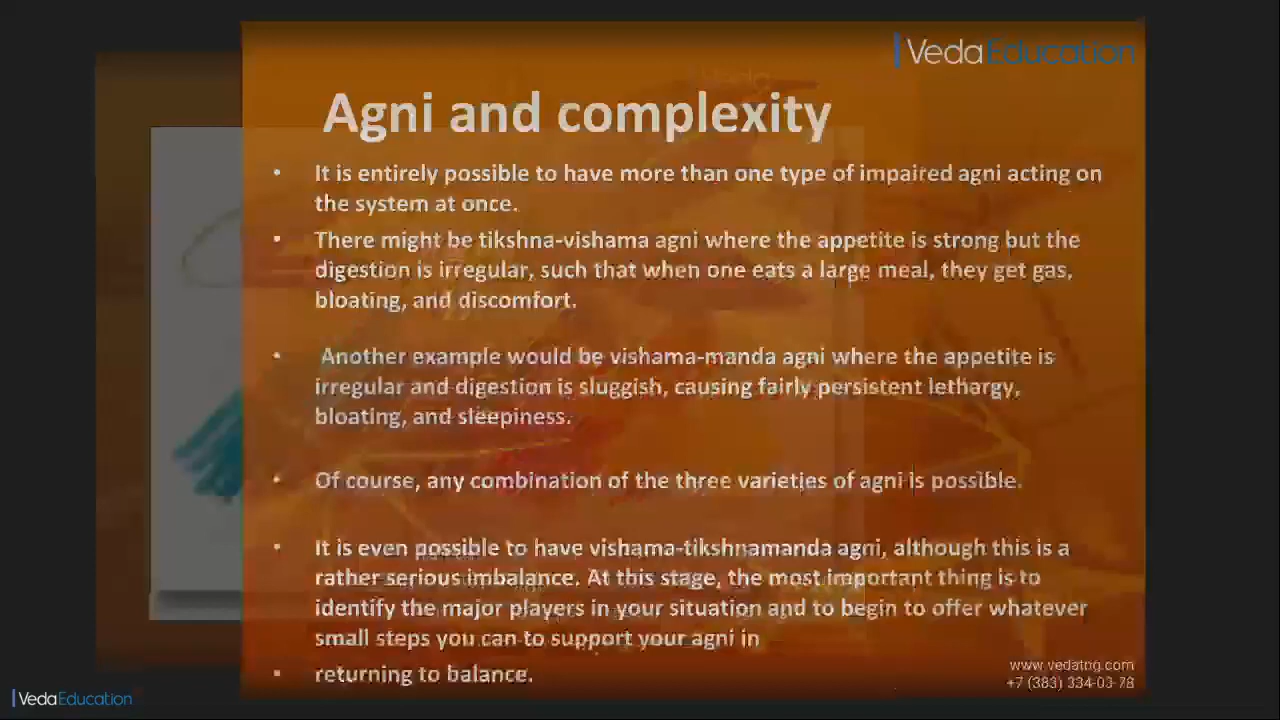 VedaEducation
Agni and complexity
• It is entirely possible to have more than one type of impaired agni acting on
the system at once.
• There might be tikshna-vishama agni where the appetite is strong but the
digestion is irregular, such that when one eats a large meal, they get gas,
bloating, and discomfort.
• Another example would be vishama-manda agni where the appetite is
irregular and digestion is sluggish, causing fairly persistent lethargy,
bloating, and sleepiness.
• Of course, any combination of the three varieties of agni is possible.
• It is even possible to have vishama-tikshnamanda agni, although this is a
rather serious imbalance. At this stage, the most important thing is to
identify the major players in your situation and to begin to offer whatever
small steps you can to support your agni in
• returning to balance.
www.vedatng.com
+7 (383) 334-03-78
VedaEducation